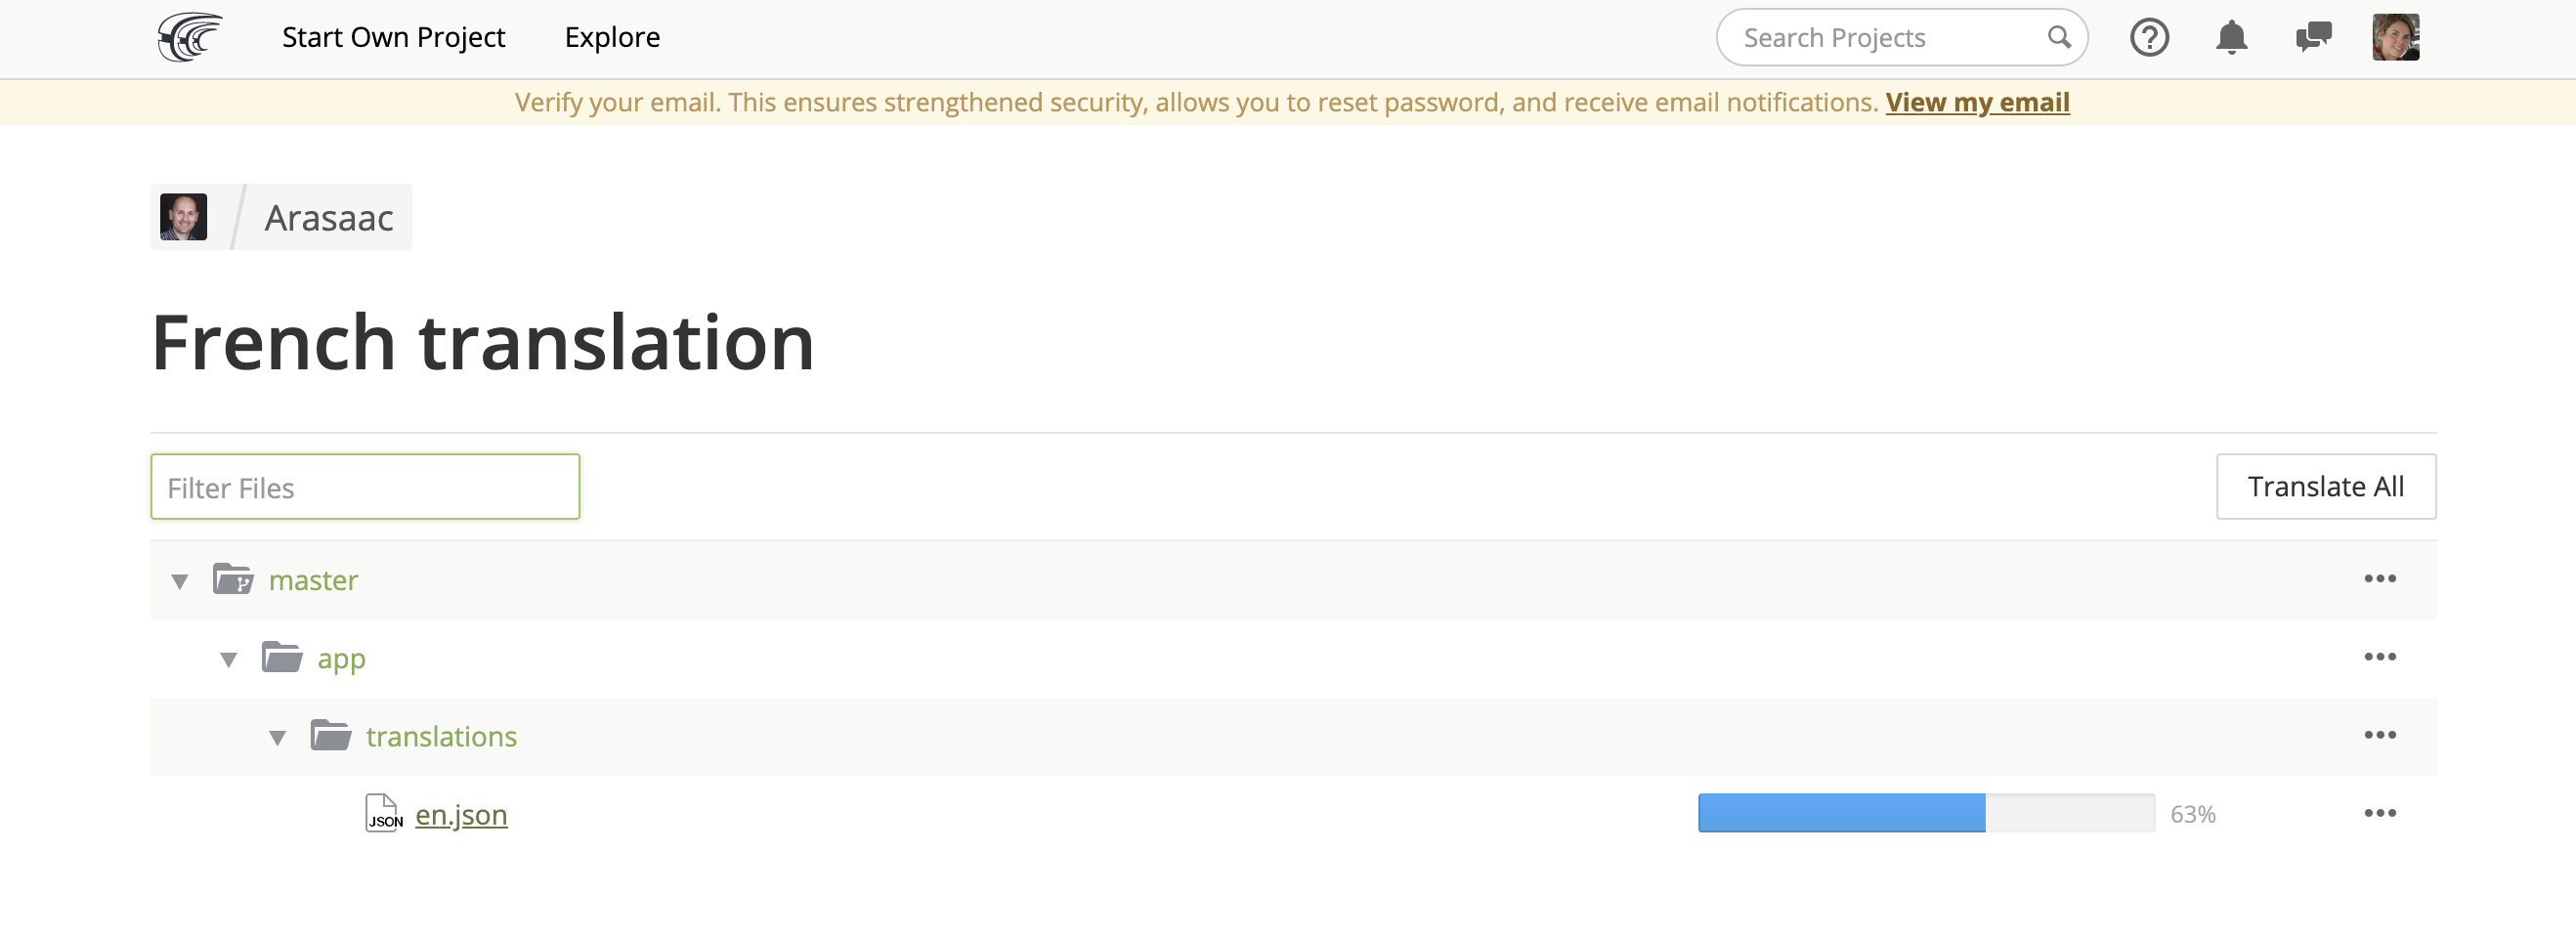 Start Own Project
Explore
Search Projects
Verify your email. This ensures strengthened security, allows you to reset password, and receive email notifications. View my email
Arasaac
French translation
Filter Files
Translate All
master
app
translations
JSON en.json
63%